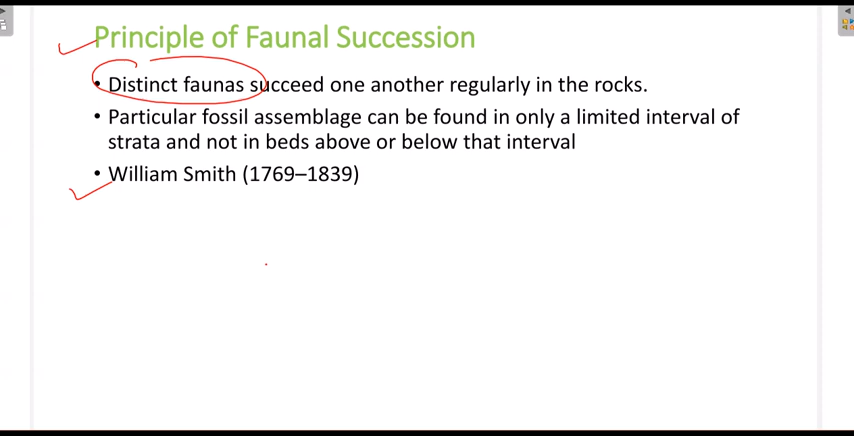 Principle of Faunal Succession
• Distinct faunas succeed one another regularly in the rocks.
• Particular fossil assemblage can be found in only a limited interval of
strata and not in beds above or below that interval
• William Smith (1769–1839)